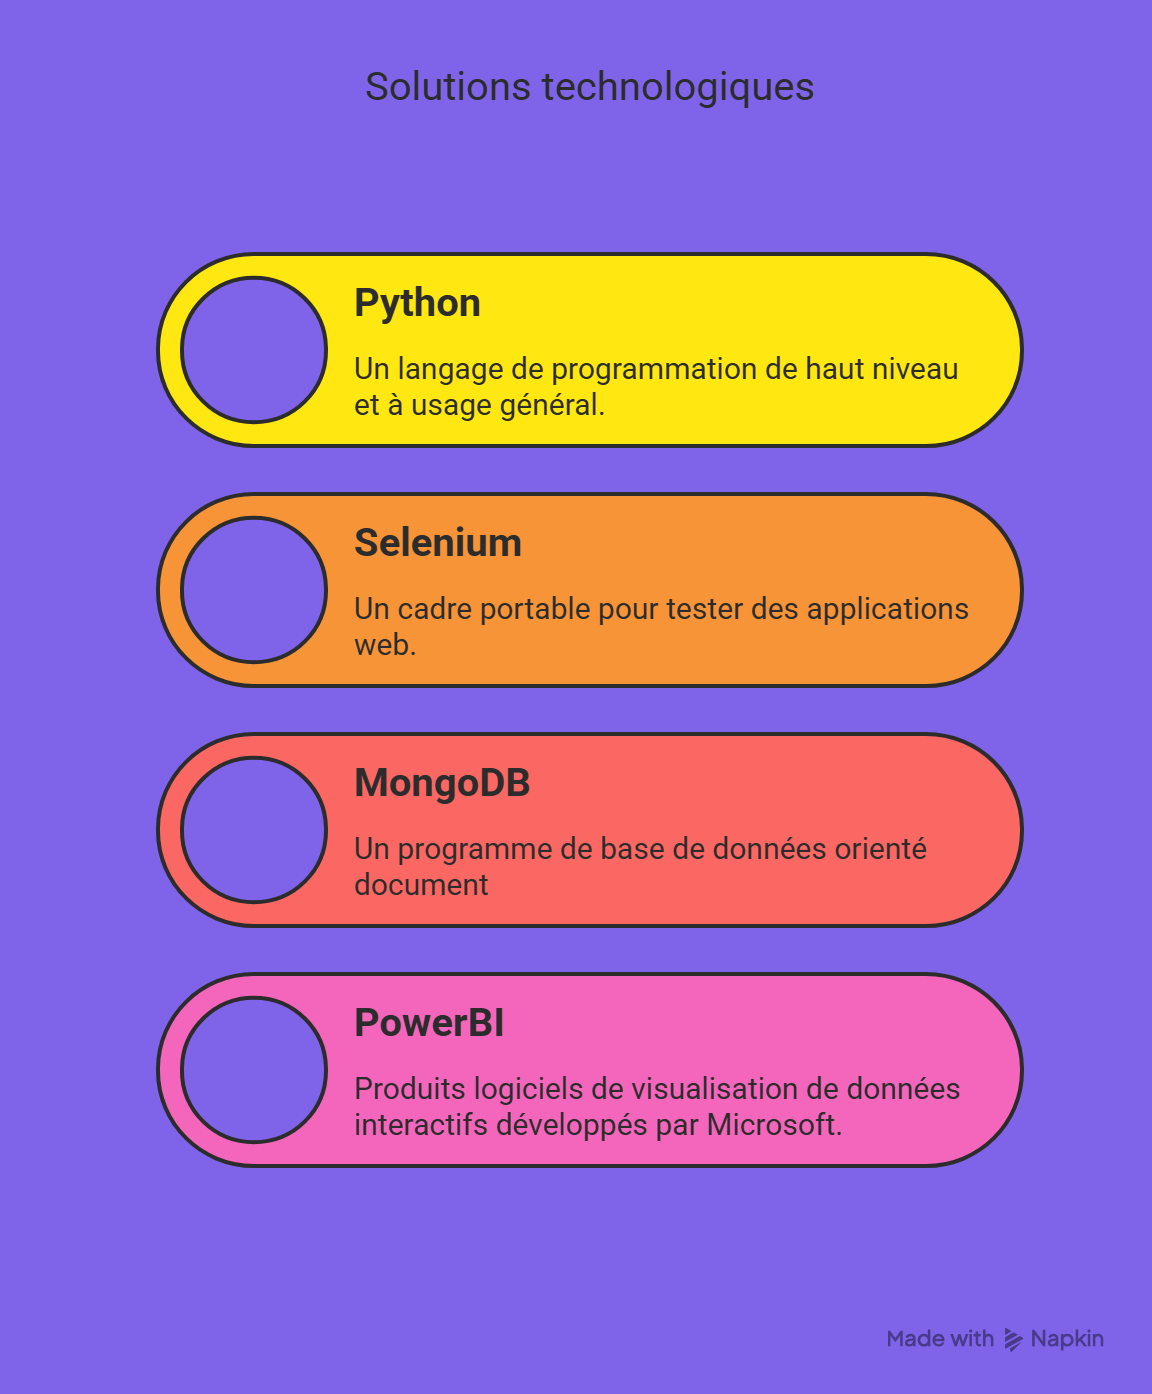 Solutions technologiques
Python
Un langage de programmation de haut niveau
et à usage général.
Selenium
Un cadre portable pour tester des applications
web.
MongoDB
Un programme de base de données orienté
document
PowerBI
Produits logiciels de visualisation de données
interactifs développés par Microsoft.
Made with Napkin